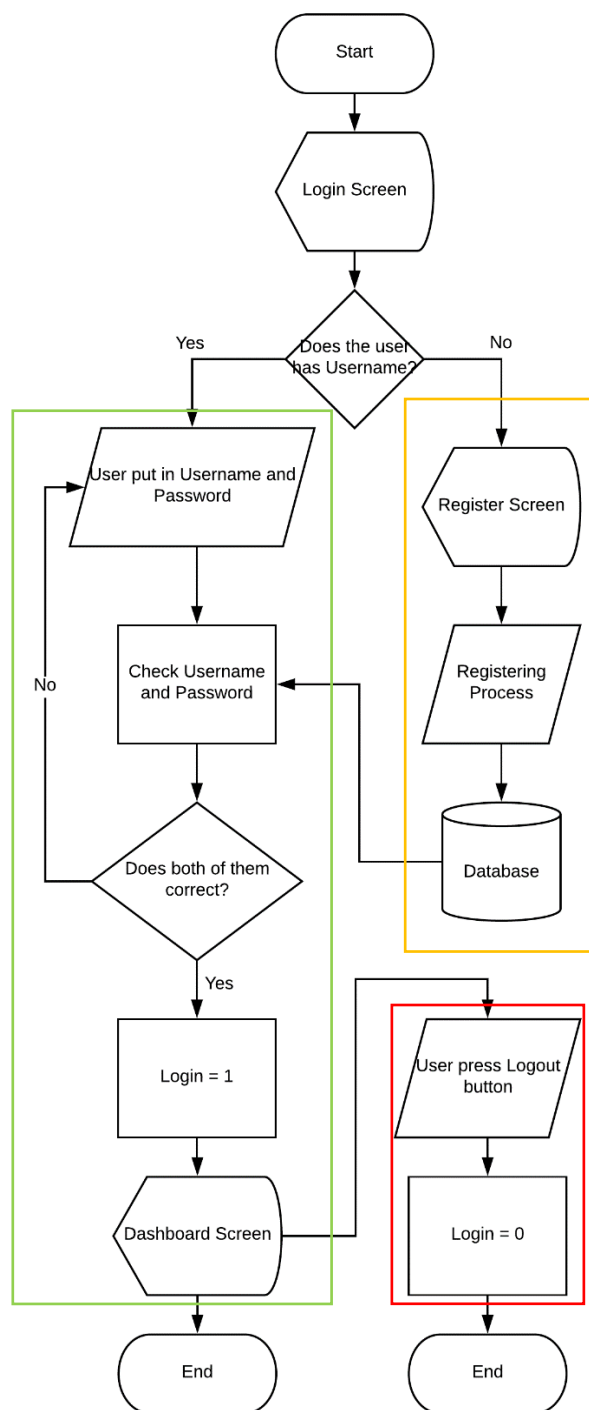 Start
Login Screen
Does the user
has Username?
Yes
No
User put in Username and
Password
Register Screen
Check Username
and Password
Registering
Process
No
Does both of them
correct?
Database
Yes
Login = 1
User press Logout
button
Dashboard Screen
Login = 0
End
End